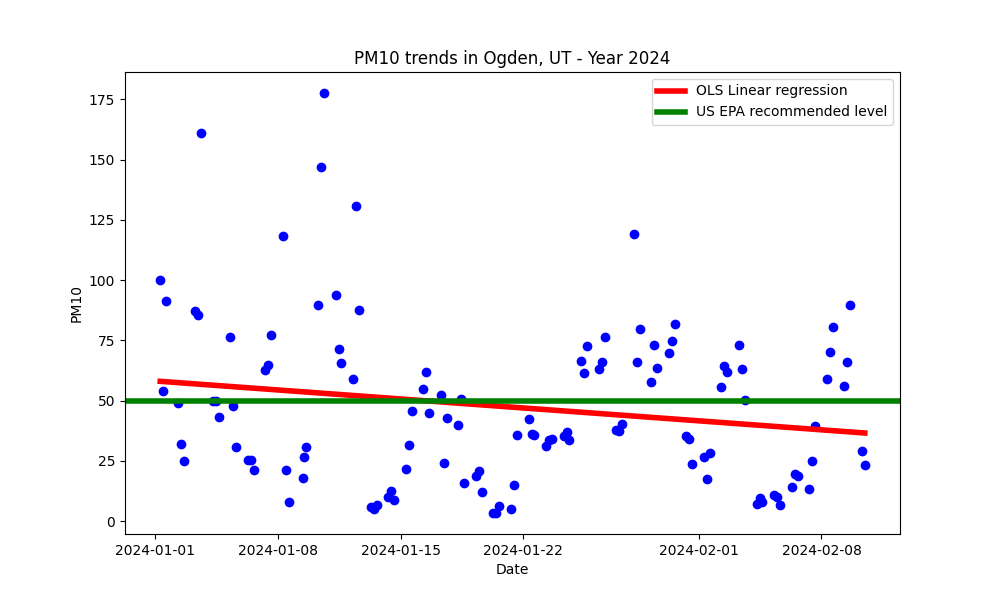 PM10 trends in Ogden, UT - Year 2024
OLS Linear regression
US EPA recommended level
175
150
125
100
75
50
25
0
PM10
2024-01-01
2024-01-08
2024-01-15
2024-01-22
2024-02-01
2024-02-08
Date